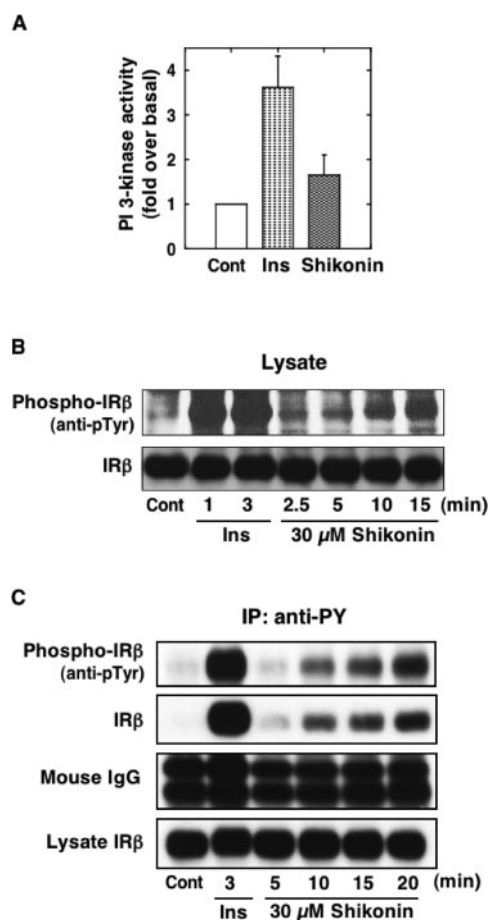 A
PI 3-kinase activity
(fold over basal)
4
3
2
1
0
Cont Ins Shikonin
B
Lysate
Phospho-IRβ
(anti-pTyr)
IRβ
Cont 1 3 2.5 5 10 15 (min)
Ins 30 µM Shikonin
C
IP: anti-PY
Phospho-IRβ
(anti-pTyr)
IRβ
Mouse IgG
Lysate IRβ
Cont 3 5 10 15 20 (min)
Ins 30 µM Shikonin